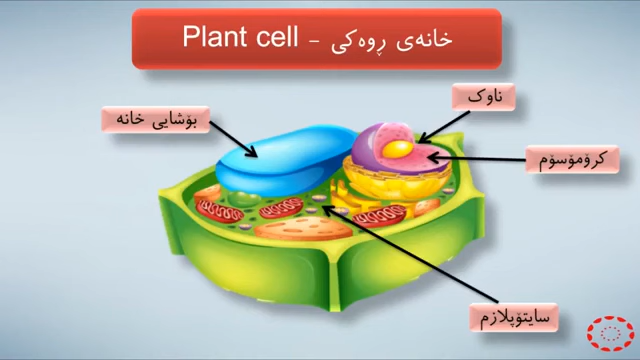 خانەی ڕوەکی - Plant cell
ناوک
بۆشایی خانە
کرۆمۆسۆم
سایتۆپلازم